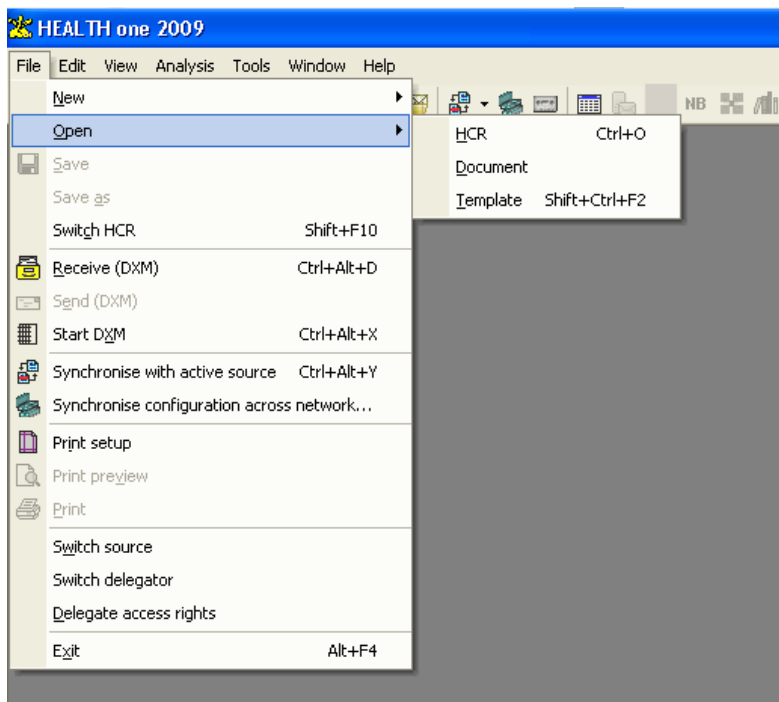 HEALTH one 2009
File Edit View Analysis Tools Window Help
NB
New
Open
HCR Ctrl+O
Save
Document
Save as
Template Shift+Ctrl+F2
Switch HCR Shift+F10
Receive (DXM) Ctrl+Alt+D
Send (DXM)
Start DXM Ctrl+Alt+X
Synchronise with active source Ctrl+Alt+Y
Synchronise configuration across network...
Print setup
Print preview
Print
Switch source
Switch delegator
Delegate access rights
Exit Alt+F4